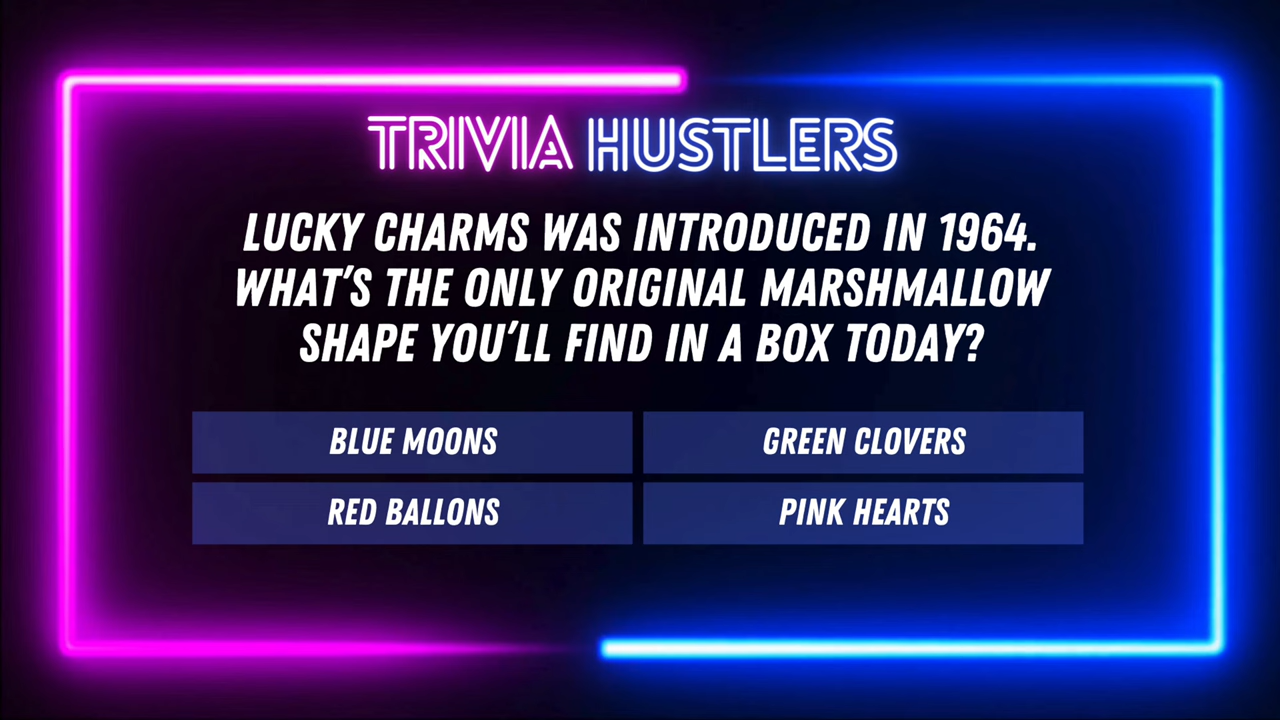 TRIVIA HUSTLERS
LUCKY CHARMS WAS INTRODUCED IN 1964.
WHAT'S THE ONLY ORIGINAL MARSHMALLOW
SHAPE YOU'LL FIND IN A BOX TODAY?
BLUE MOONS
GREEN CLOVERS
RED BALLONS
PINK HEARTS